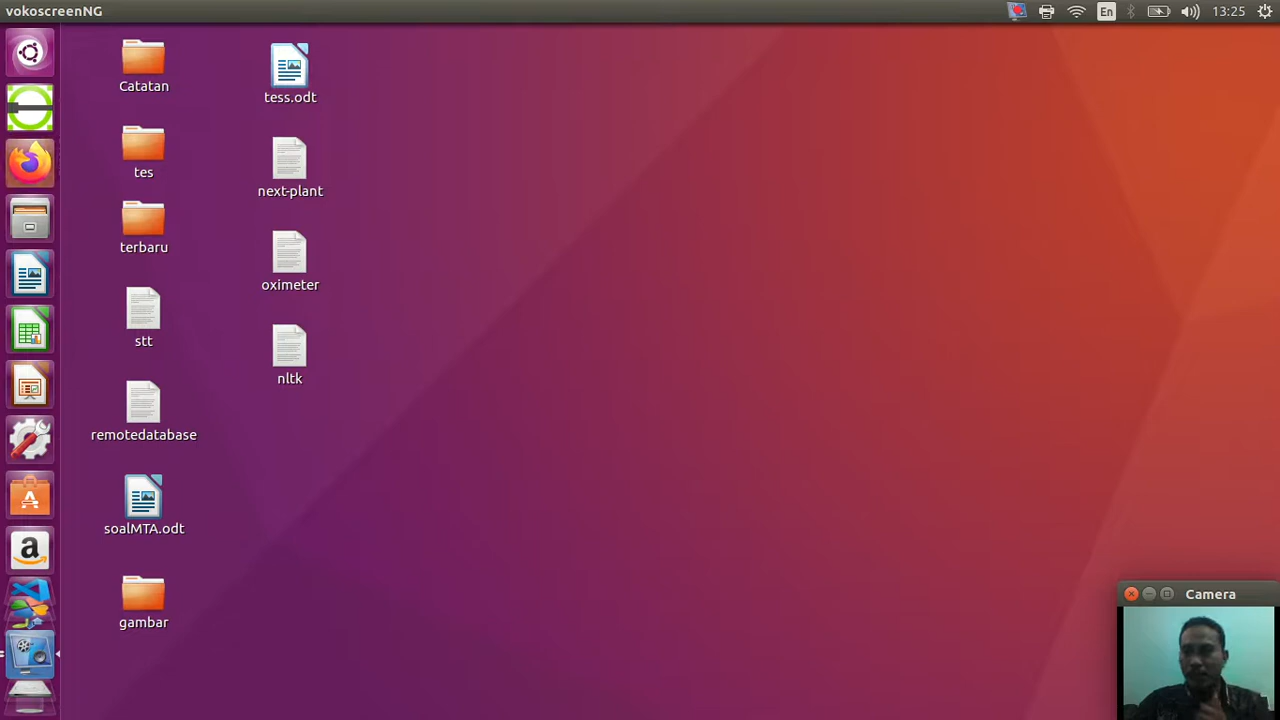 vokoscreenNG
En
13:25
Catatan
tes
terbaru
stt
remotedatabase
soalMTA.odt
gambar
tess.odt
next-plant
oximeter
nltk
a
Camera